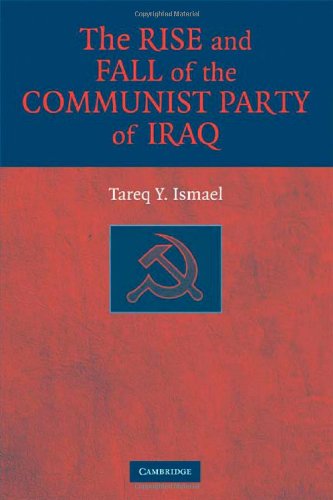 The RISE and
FALL of the
COMMUNIST PARTY
of IRAQ
Tareq Y. Ismael
CAMBRIDGE